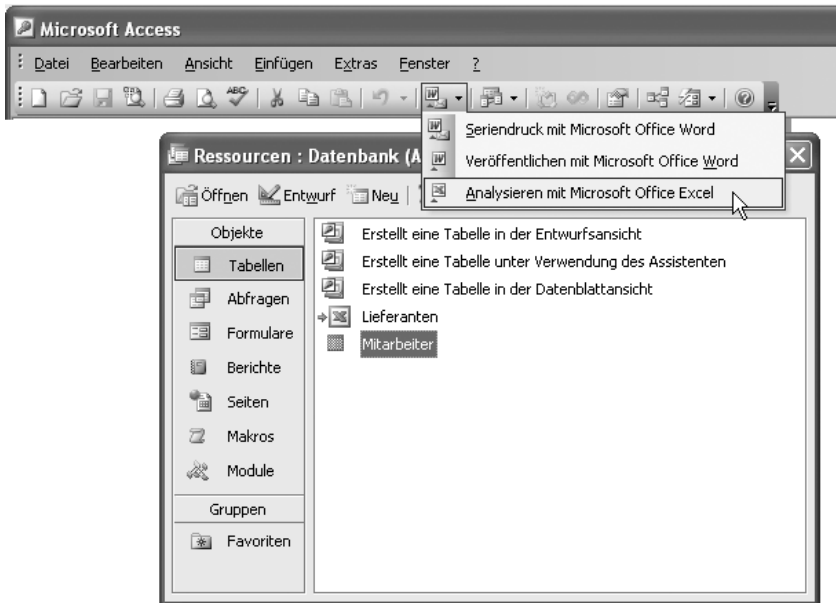 Microsoft Access
Datei Bearbeiten Ansicht Einfügen Extras Fenster ?
Seriendruck mit Microsoft Office Word
Veröffentlichen mit Microsoft Office Word
Analysieren mit Microsoft Office Excel
Ressourcen : Datenbank (A
Öffnen Entwurf Neu
Objekte
Tabellen
Abfragen
Formulare
Berichte
Seiten
Makros
Module
Gruppen
Favoriten
Erstellt eine Tabelle in der Entwurfsansicht
Erstellt eine Tabelle unter Verwendung des Assistenten
Erstellt eine Tabelle in der Datenblattansicht
Lieferanten
Mitarbeiter